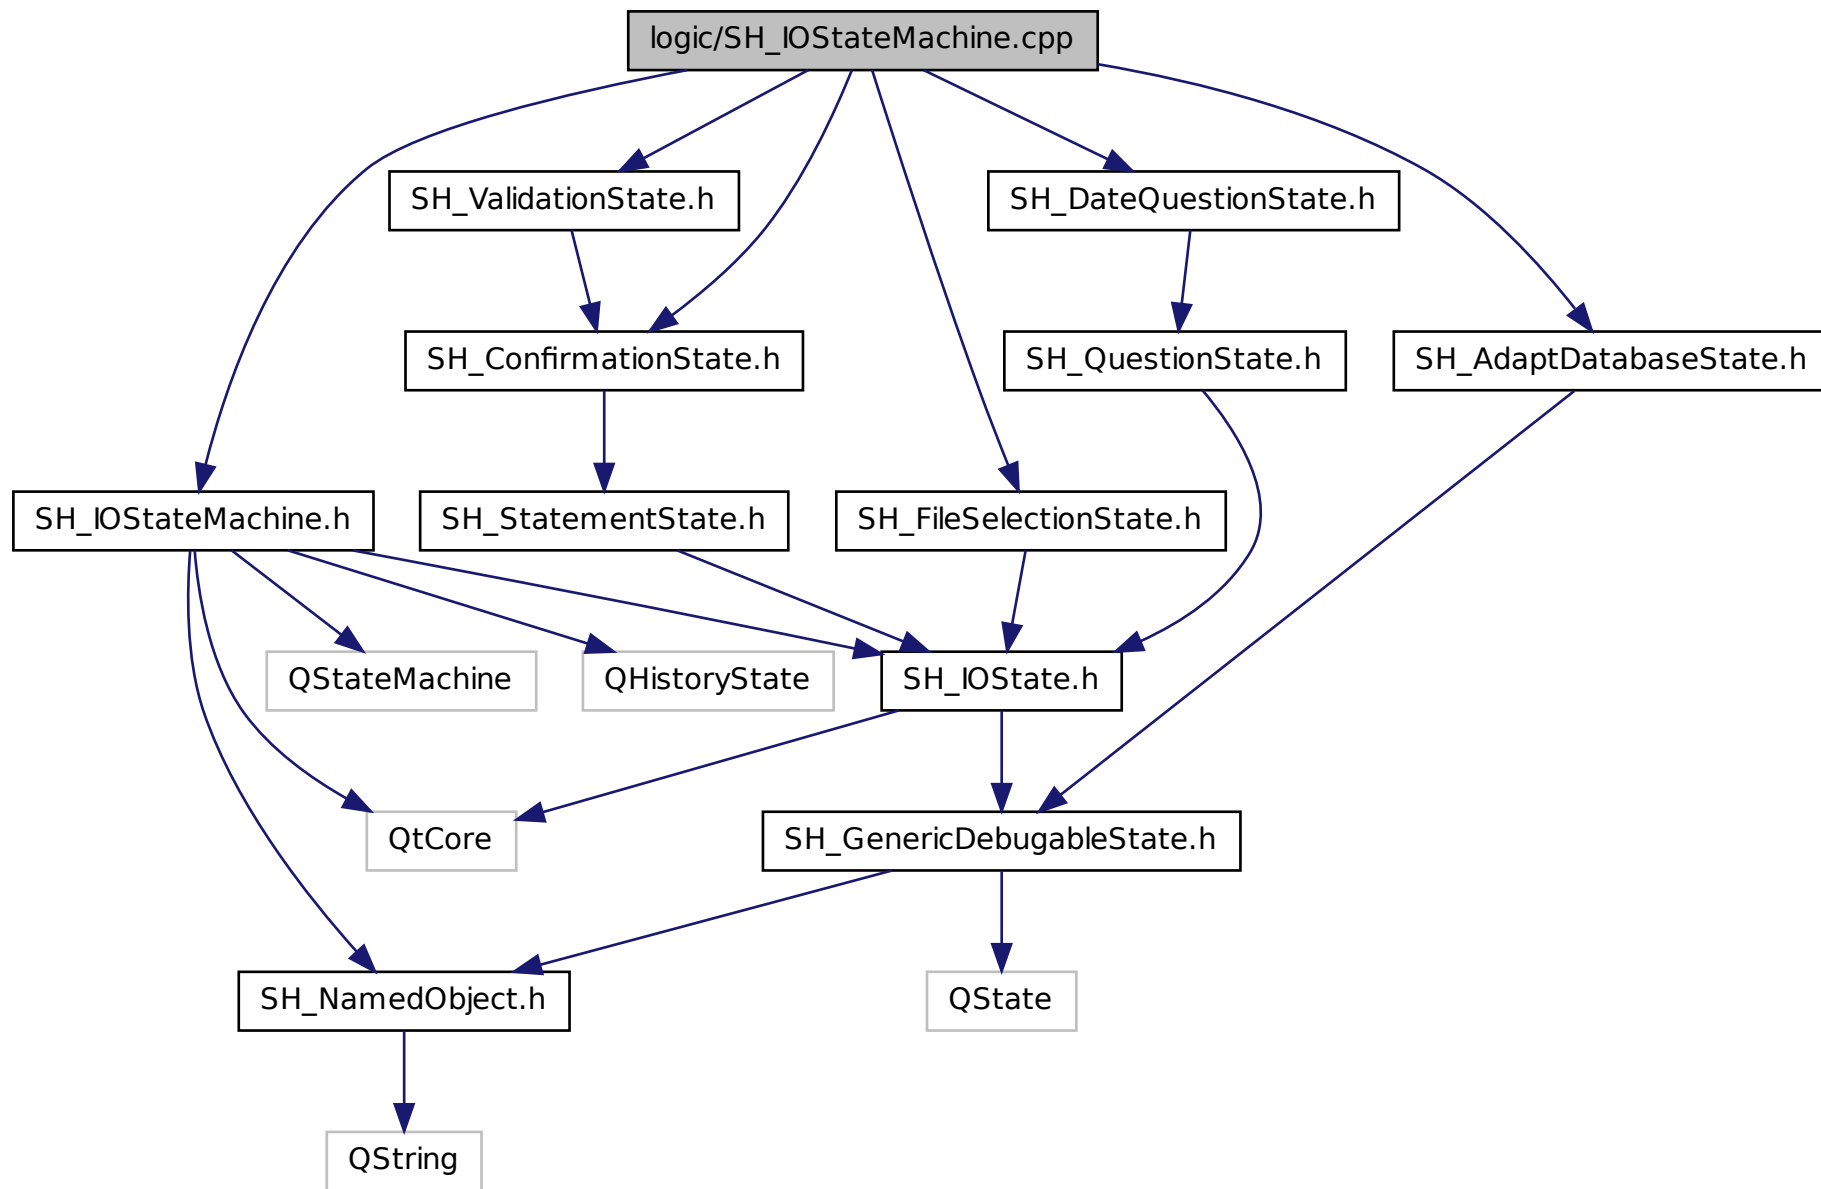 logic/SH_IOStateMachine.cpp
SH_ValidationState.h
SH_DateQuestionState.h
SH_ConfirmationState.h
SH_QuestionState.h
SH_AdaptDatabaseState.h
SH_IOStateMachine.h
SH_StatementState.h
SH_FileSelectionState.h
QStateMachine
QHistoryState
SH_IOState.h
QtCore
SH_GenericDebugableState.h
SH_NamedObject.h
QState
QString